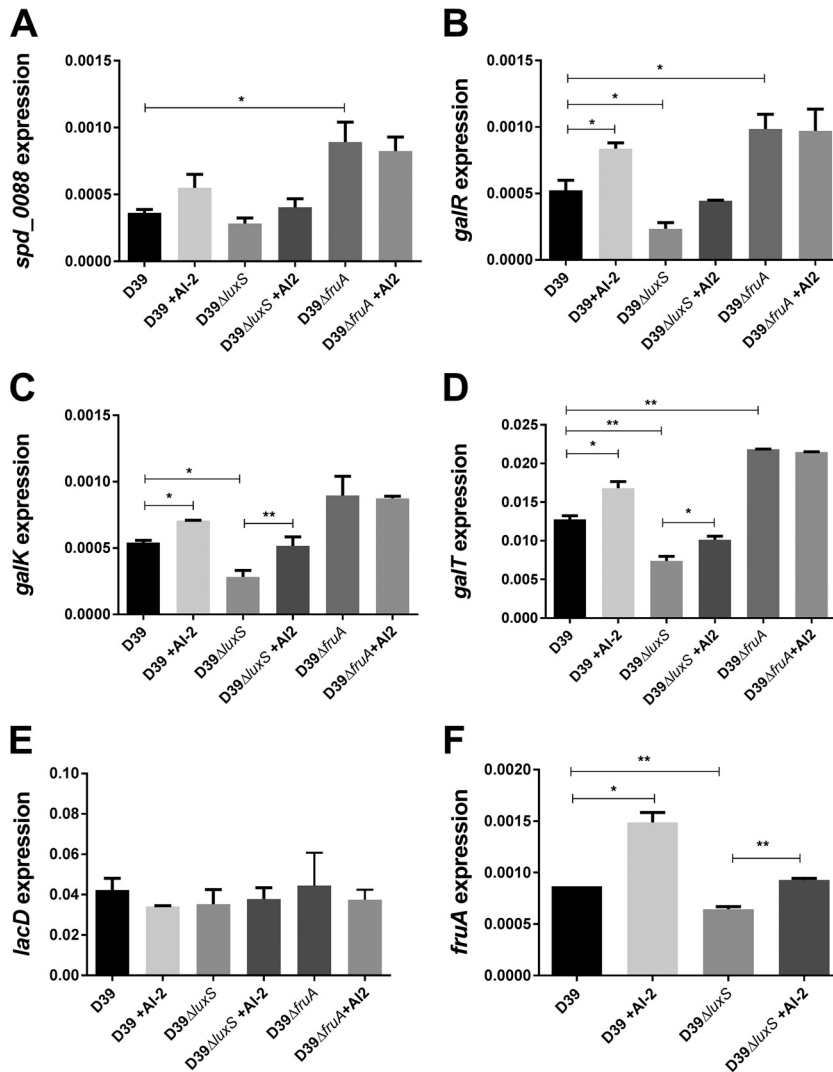 A
spd_0088 expression
0.0015
0.0010
0.0005
0.0000
*
D39
D39 +AI-2
D39ΔluxS
D39ΔluxS +AI2
D39ΔfruA
D39ΔfruA +AI2
B
galR expression
0.0015
0.0010
0.0005
0.0000
*
*
*
D39
D39+AI-2
D39ΔluxS
D39ΔluxS +AI2
D39ΔfruA
D39ΔfruA +AI2
C
galK expression
0.0015
0.0010
0.0005
0.0000
*
*
**
D39
D39 +AI-2
D39ΔluxS
D39ΔluxS +AI2
D39ΔfruA
D39ΔfruA+AI2
D
galT expression
0.025
0.020
0.015
0.010
0.005
0.000
**
**
*
*
D39
D39 +AI-2
D39ΔluxS
D39ΔluxS +AI2
D39ΔfruA
D39ΔfruA+AI2
E
lacD expression
0.10
0.08
0.06
0.04
0.02
0.00
D39
D39 +AI-2
D39ΔluxS
D39ΔluxS +AI-2
D39ΔfruA
D39ΔfruA+AI2
F
fruA expression
0.0020
0.0015
0.0010
0.0005
0.0000
**
*
**
D39
D39 +AI-2
D39ΔluxS
D39ΔluxS +AI-2